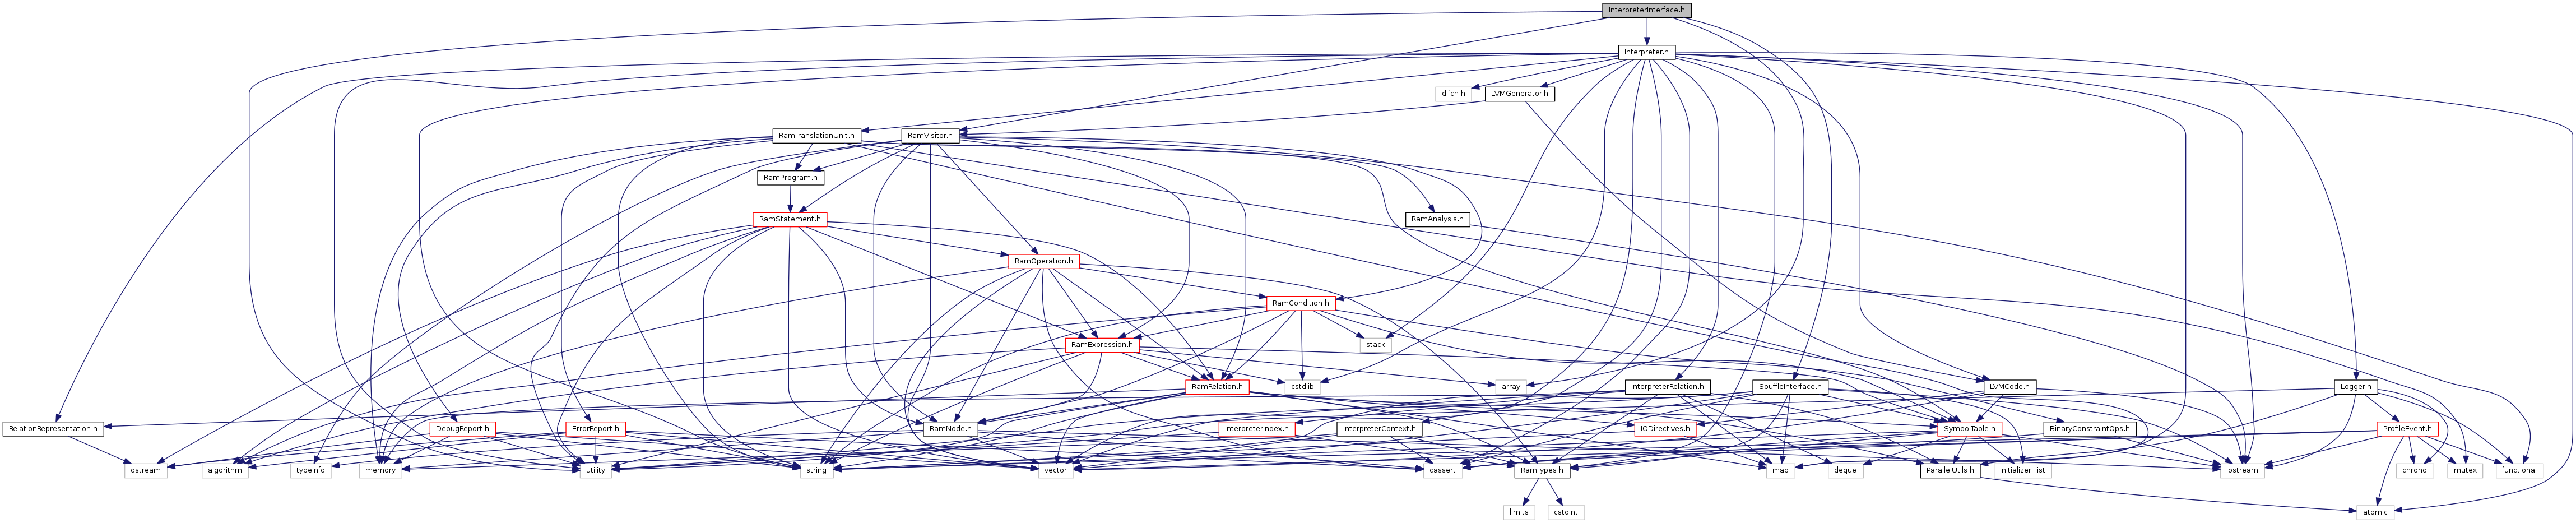 InterpreterInterface.h
Interpreter.h
dlfcn.h
LVMGenerator.h
RamTranslationUnit.h
RamVisitor.h
RamProgram.h
RamStatement.h
RamAnalysis.h
RamOperation.h
RamCondition.h
RamExpression.h
stack
RamRelation.h
cstdlib
array
InterpreterRelation.h
SouffleInterface.h
LVMCode.h
Logger.h
RelationRepresentation.h
DebugReport.h
ErrorReport.h
RamNode.h
InterpreterIndex.h
InterpreterContext.h
IODirectives.h
SymbolTable.h
BinaryConstraintOps.h
ProfileEvent.h
ostream
algorithm
typeinfo
memory
utility
string
vector
cassert
RamTypes.h
map
deque
ParallelUtils.h
initializer_list
iostream
chrono
mutex
functional
limits
cstdint
atomic